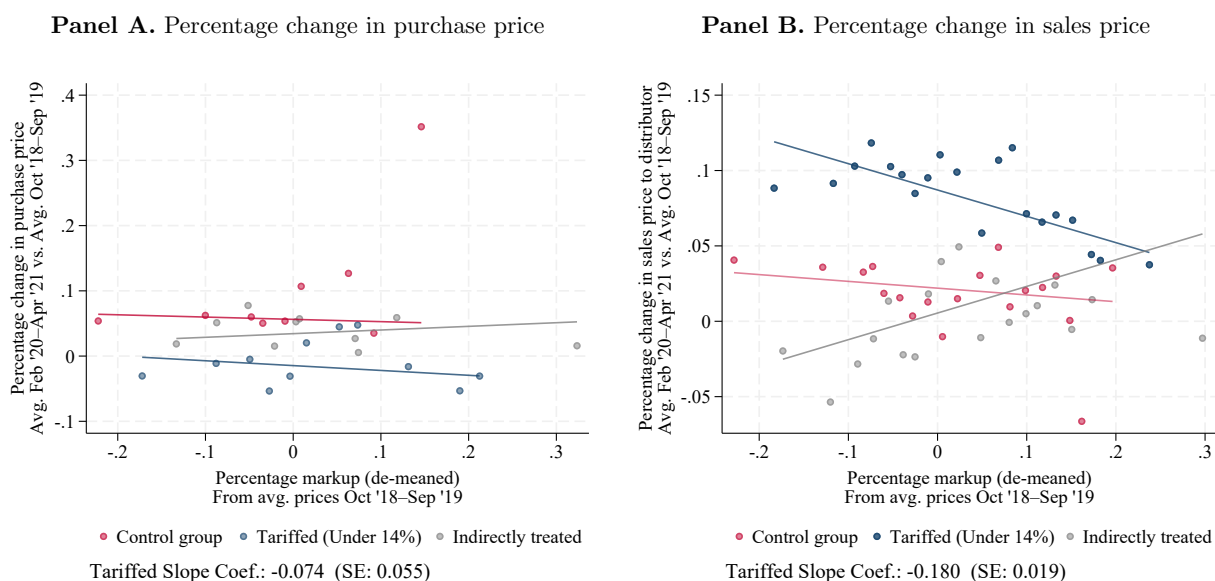 Panel A. Percentage change in purchase price
Percentage change in purchase price
Avg. Feb '20–Apr '21 vs. Avg. Oct '18–Sep '19
.4
.3
.2
.1
0
-.1
-.2
-.1
0
.1
.2
.3
Percentage markup (de-meaned)
From avg. prices Oct '18–Sep '19
Control group
Tariffed (Under 14%)
Indirectly treated
Tariffed Slope Coef.: -0.074 (SE: 0.055)
Panel B. Percentage change in sales price
Percentage change in sales price to distributor
Avg. Feb '20–Apr '21 vs. Avg. Oct '18–Sep '19
.15
.1
.05
0
-.05
-.2
-.1
0
.1
.2
.3
Percentage markup (de-meaned)
From avg. prices Oct '18–Sep '19
Control group
Tariffed (Under 14%)
Indirectly treated
Tariffed Slope Coef.: -0.180 (SE: 0.019)